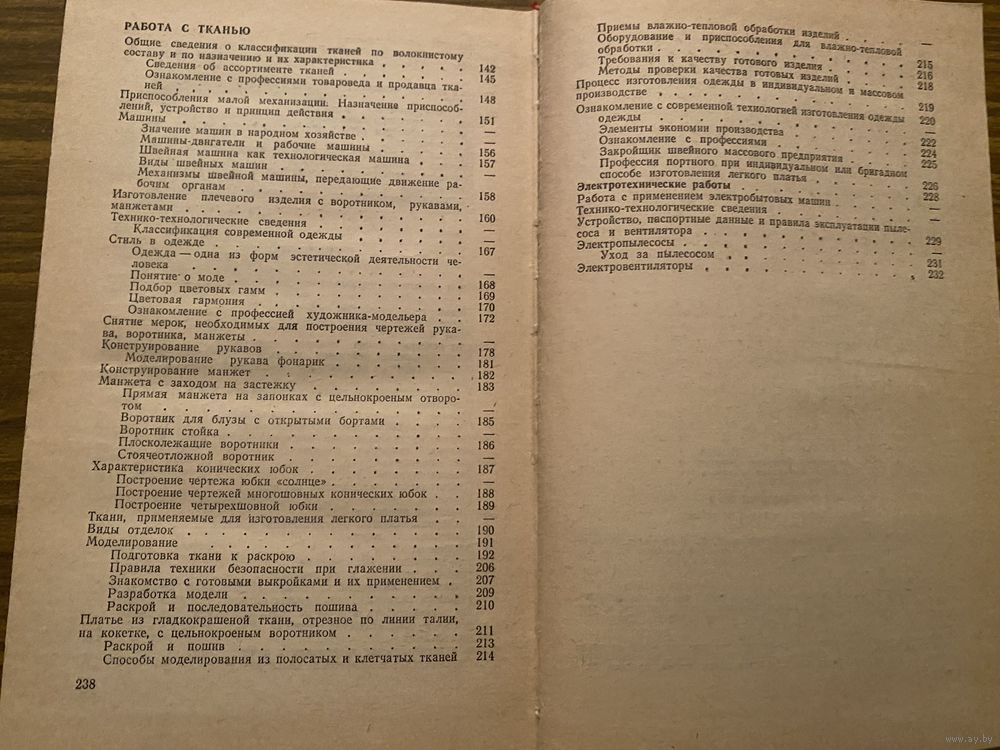 РАБОТА С ТКАНЬЮ
Общие сведения о классификации тканей по волокнистому
составу и по назначению и их характеристика . . . . . 142
Сведения об ассортименте тканей . . . . . . 145
Ознакомление с профессиями товароведа и продавца тка-
ней . . . . . . . . . . . 148
Приспособления малой механизации. Назначение приспособ-
лений, устройство и принцип действия . . . . . . 151
Машины . . . . . . . . . . . —
Значение машин в народном хозяйстве . . . . . —
Машины-двигатели и рабочие машины . . . . . 156
Швейная машина как технологическая машина . . . 157
Виды швейных машин . . . . . . . . —
Механизмы швейной машины, передающие движение ра-
бочим органам . . . . . . . . . 158
Изготовление плечевого изделия с воротником, рукавами,
манжетами . . . . . . . . . . . 160
Технико-технологические сведения . . . . . . —
Классификация современной одежды . . . . . —
Стиль в одежде . . . . . . . . . . 167
Одежда — одна из форм эстетической деятельности че-
ловека . . . . . . . . . . —
Понятие о моде . . . . . . . . . 168
Подбор цветовых гамм . . . . . . . . 169
Цветовая гармония . . . . . . . . 170
Ознакомление с профессией художника-модельера . . 172
Снятие мерок, необходимых для построения чертежей рука-
ва, воротника, манжеты . . . . . . . . —
Конструирование рукавов . . . . . . . . 178
Моделирование рукава фонарик . . . . . . 181
Конструирование манжет . . . . . . . . 182
Манжета с заходом на застежку . . . . . . 183
Прямая манжета на запонках с цельнокроеным отворо-
том . . . . . . . . . . . —
Воротник для блузы с открытыми бортами . . . . 185
Воротник стойка . . . . . . . . . —
Плосколежащие воротники . . . . . . . 186
Стоячеотложной воротник . . . . . . . —
Характеристика конических юбок . . . . . . 187
Построение чертежа юбки «солнце» . . . . . . —
Построение чертежей многошовных конических юбок . . 188
Построение четырехшовной юбки . . . . . . 189
Ткани, применяемые для изготовления легкого платья . . —
Виды отделок . . . . . . . . . . 190
Моделирование . . . . . . . . . . 191
Подготовка ткани к раскрою . . . . . . . 192
Правила техники безопасности при глажении . . . 206
Знакомство с готовыми выкройками и их применением . 207
Разработка модели . . . . . . . . 209
Раскрой и последовательность пошива . . . . . 210
Платье из гладкокрашеной ткани, отрезное по линии талии,
на кокетке, с цельнокроеным воротником . . . . . 211
Раскрой и пошив . . . . . . . . . 213
Способы моделирования из полосатых и клетчатых тканей 214
238
Приемы влажно-тепловой обработки изделий . . . . —
Оборудование и приспособления для влажно-тепловой
обработки . . . . . . . . . . 215
Требования к качеству готового изделия . . . . . 216
Методы проверки качества готовых изделий . . . . 218
Процесс изготовления одежды в индивидуальном и массовом
производстве . . . . . . . . . . 219
Ознакомление с современной технологией изготовления одежды 220
одежды . . . . . . . . . . . —
Элементы экономии производства . . . . . . 222
Ознакомление с профессиями . . . . . . . 224
Закройщик швейного массового предприятия . . . . 225
Профессия портного при индивидуальном или бригадном
способе изготовления легкого платья . . . . . —
Электротехнические работы . . . . . . . . 226
Работа с применением электробытовых машин . . . . 228
Технико-технологические сведения . . . . . . —
Устройство, паспортные данные и правила эксплуатации пыле-
соса и вентилятора . . . . . . . . . 229
Электропылесосы . . . . . . . . . —
Уход за пылесосом . . . . . . . . 231
Электровентиляторы . . . . . . . . . 232
www.ay.by